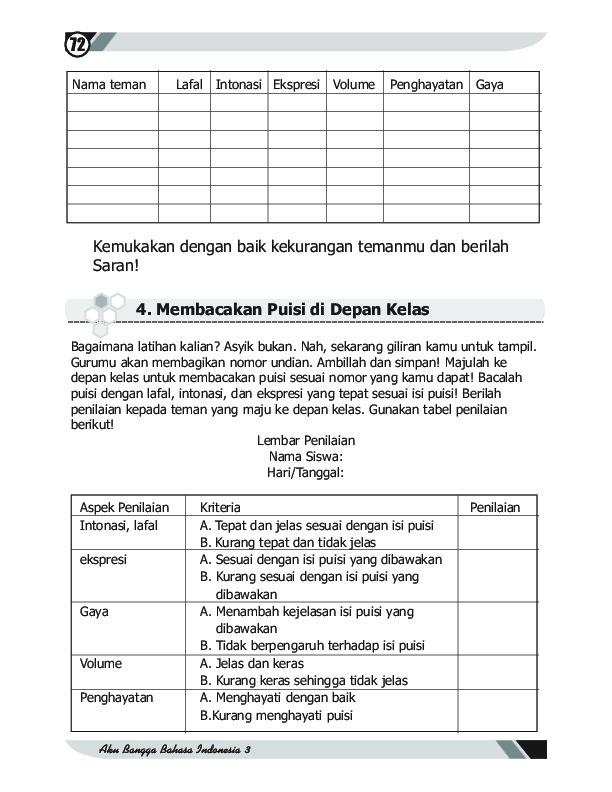 72
Nama teman Lafal Intonasi Ekspresi Volume Penghayatan Gaya
Kemukakan dengan baik kekurangan temanmu dan berilah
Saran!
4. Membacakan Puisi di Depan Kelas
Bagaimana latihan kalian? Asyik bukan. Nah, sekarang giliran kamu untuk tampil.
Gurumu akan membagikan nomor undian. Ambillah dan simpan! Majulah ke
depan kelas untuk membacakan puisi sesuai nomor yang kamu dapat! Bacalah
puisi dengan lafal, intonasi, dan ekspresi yang tepat sesuai isi puisi! Berilah
penilaian kepada teman yang maju ke depan kelas. Gunakan tabel penilaian
berikut!
Lembar Penilaian
Nama Siswa:
Hari/Tanggal:
Aspek Penilaian Kriteria Penilaian
Intonasi, lafal A. Tepat dan jelas sesuai dengan isi puisi
B. Kurang tepat dan tidak jelas
ekspresi A. Sesuai dengan isi puisi yang dibawakan
B. Kurang sesuai dengan isi puisi yang
dibawakan
Gaya A. Menambah kejelasan isi puisi yang
dibawakan
B. Tidak berpengaruh terhadap isi puisi
Volume A. Jelas dan keras
B. Kurang keras sehingga tidak jelas
Penghayatan A. Menghayati dengan baik
B.Kurang menghayati puisi
Aku Bangga Bahasa Indonesia 3